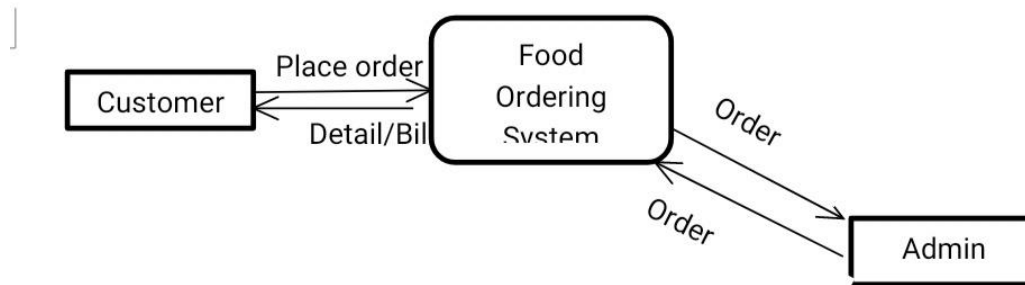 Place order
Customer
Detail/Bil
Food
Ordering
System
Order
Order
Admin